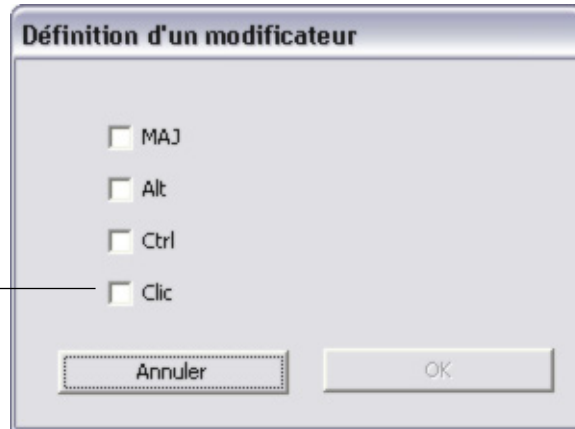 Définition d'un modificateur
MAJ
Alt
Ctrl
Clic
Annuler
OK